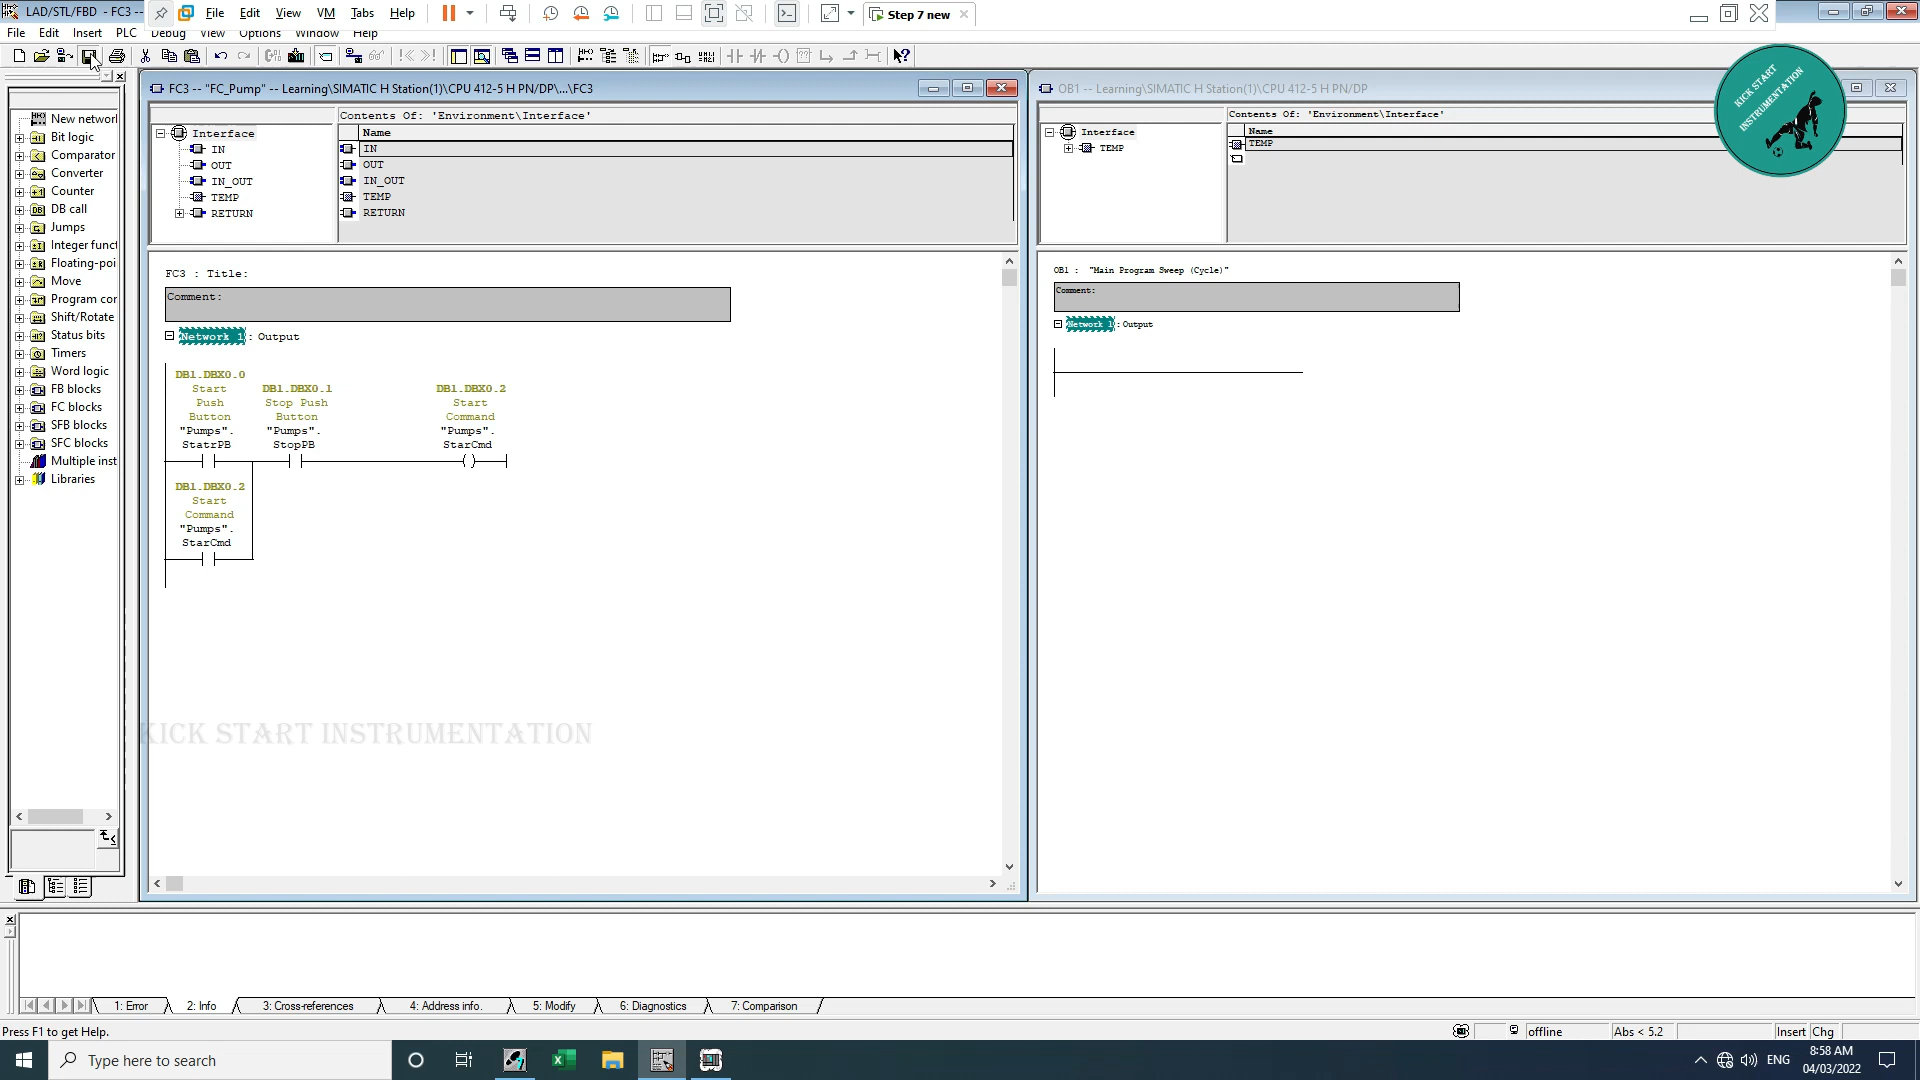 LAD/STL/FBD - FC3 --
File Edit View VM Tabs Help
Step 7 new
File Edit Insert PLC Debug View Options Window Help
FC3 -- "FC_Pump" -- Learning\SIMATIC H Station(1)\CPU 412-5 H PN/DP\...\FC3
Contents Of: 'Environment\Interface'
Interface
IN
OUT
IN_OUT
TEMP
RETURN
Name
IN
OUT
IN_OUT
TEMP
RETURN
OB1 -- Learning\SIMATIC H Station(1)\CPU 412-5 H PN/DP
Contents Of: 'Environment\Interface'
Interface
TEMP
Name
TEMP
KICK START
INSTRUMENTATION
New networl
Bit logic
Comparator
Converter
Counter
DB call
Jumps
Integer funct
Floating-poi
Move
Program cor
Shift/Rotate
Status bits
Timers
Word logic
FB blocks
FC blocks
SFB blocks
SFC blocks
Multiple inst
Libraries
FC3 : Title:
Comment:
Network 1 : Output
DB1.DBX0.0
Start
Push
Button
"Pumps".
StatrPB
DB1.DBX0.1
Stop Push
Button
"Pumps".
StopPB
DB1.DBX0.2
Start
Command
"Pumps".
StarCmd
DB1.DBX0.2
Start
Command
"Pumps".
StarCmd
KICK START INSTRUMENTATION
OB1 : "Main Program Sweep (Cycle)"
Comment:
Network 1 : Output
1: Error 2: Info 3: Cross-references 4: Address info. 5: Modify 6: Diagnostics 7: Comparison
Press F1 to get Help.
offline Abs < 5.2 Insert Chg
Type here to search
ENG
8:58 AM
04/03/2022